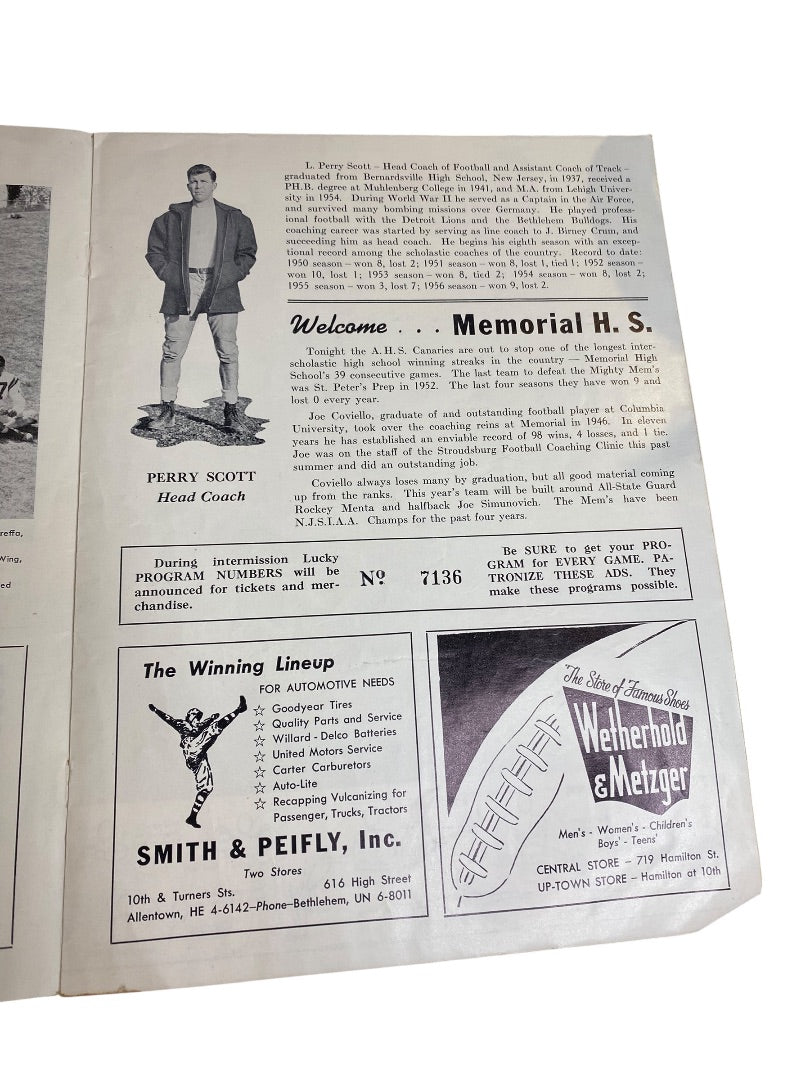 reffa,
Wing,
ed
L. Perry Scott – Head Coach of Football and Assistant Coach of Track –
graduated from Bernardsville High School, New Jersey, in 1937, received a
PH.B. degree at Muhlenberg College in 1941, and M.A. from Lehigh Univer-
sity in 1954. During World War II he served as a Captain in the Air Force,
and survived many bombing missions over Germany. He played profess-
ional football with the Detroit Lions and the Bethlehem Bulldogs. His
coaching career was started by serving as line coach to J. Birney Crum, and
succeeding him as head coach. He begins his eighth season with an excep-
tional record among the scholastic coaches of the country. Record to date:
1950 season – won 8, lost 2; 1951 season – won 8, lost 1, tied 1; 1952 season –
won 10, lost 1; 1953 season – won 8, tied 2; 1954 season – won 8, lost 2;
1955 season – won 3, lost 7; 1956 season – won 9, lost 2.
PERRY SCOTT
Head Coach
Welcome . . . Memorial H. S.
Tonight the A.H.S. Canaries are out to stop one of the longest inter-
scholastic high school winning streaks in the country — Memorial High
School's 39 consecutive games. The last team to defeat the Mighty Mem's
was St. Peter's Prep in 1952. The last four seasons they have won 9 and
lost 0 every year.
Joe Coviello, graduate of and outstanding football player at Columbia
University, took over the coaching reins at Memorial in 1946. In eleven
years he has established an enviable record of 98 wins, 4 losses, and 1 tie.
Joe was on the staff of the Stroudsburg Football Coaching Clinic this past
summer and did an outstanding job.
Coviello always loses many by graduation, but all good material coming
up from the ranks. This year's team will be built around All-State Guard
Rockey Menta and halfback Joe Simunovich. The Mem's have been
N.J.S.I.A.A. Champs for the past four years.
During intermission Lucky
PROGRAM NUMBERS will be
announced for tickets and mer-
chandise.
Nº 7136
Be SURE to get your PRO-
GRAM for EVERY GAME. PA-
TRONIZE THESE ADS. They
make these programs possible.
The Winning Lineup
FOR AUTOMOTIVE NEEDS
☆ Goodyear Tires
☆ Quality Parts and Service
☆ Willard - Delco Batteries
☆ United Motors Service
☆ Carter Carburetors
☆ Auto-Lite
☆ Recapping Vulcanizing for
Passenger, Trucks, Tractors
SMITH & PEIFLY, Inc.
Two Stores
10th & Turners Sts. 616 High Street
Allentown, HE 4-6142—Phone—Bethlehem, UN 6-8011
The Store of Famous Shoes
Wetherhold
& Metzger
Men's - Women's - Children's
Boys' - Teens'
CENTRAL STORE – 719 Hamilton St.
UP-TOWN STORE – Hamilton at 10th